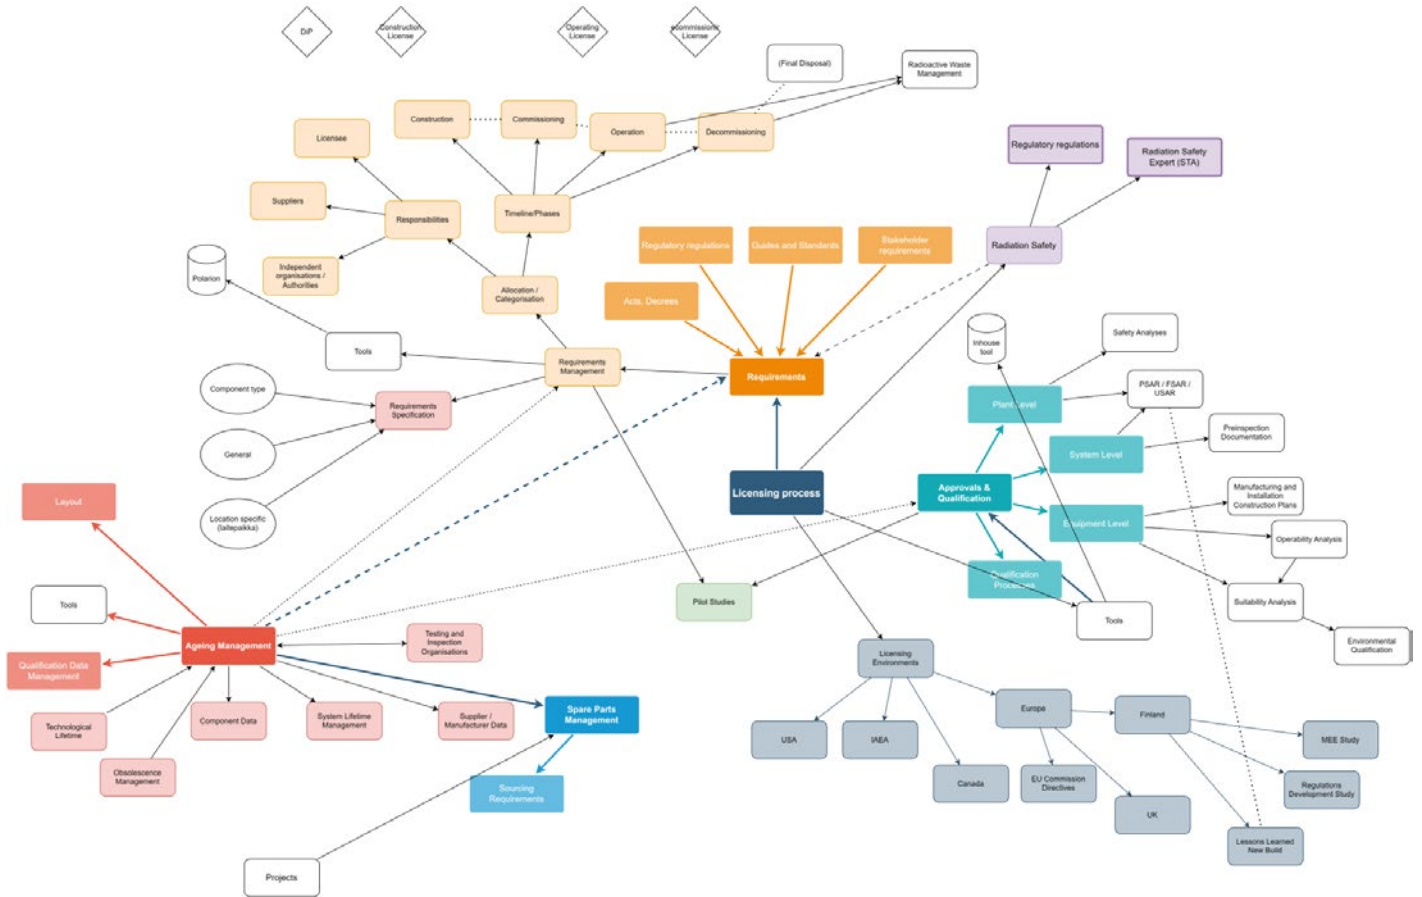 DiP
Construction
License
Operating
License
ecommissionir
License
(Final Disposal)
Radioactive Waste
Management
Construction
Commissioning
Operation
Decommissioning
Licensee
Regulatory regulations
Radiation Safety
Expert (STA)
Suppliers
Responsibilities
Timeline/Phases
Regulatory regulations
Guides and Standards
Stakeholder
requirements
Radiation Safety
Polarion
Independent
organisations /
Authorities
Allocation /
Categorisation
Acts, Decrees
Inhouse
tool
Safety Analyses
Tools
Requirements
Management
Requirements
Component type
Requirements
Specification
Plant Level
PSAR / FSAR /
USAR
General
System Level
Preinspection
Documentation
Layout
Licensing process
Approvals &
Qualification
Manufacturing and
Installation
Construction Plans
Location specific
(laitepaikka)
Equipment Level
Operability Analysis
Tools
Qualification
Processes
Pilot Studies
Suitability Analysis
Tools
Ageing Management
Testing and
Inspection
Organisations
Environmental
Qualification
Qualification Data
Management
Licensing
Environments
Technological
Lifetime
Component Data
System Lifetime
Management
Supplier /
Manufacturer Data
Spare Parts
Management
Europe
Finland
USA
IAEA
MEE Study
Obsolescence
Management
Sourcing
Requirements
Canada
EU Commission
Directives
Regulations
Development Study
UK
Lessons Learned
New Build
Projects